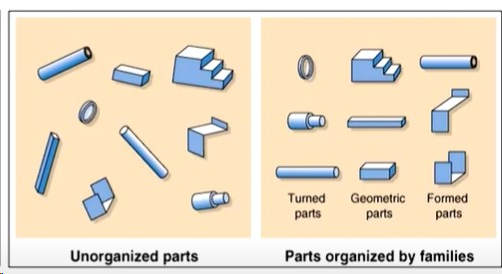 Turned
parts
Geometric
parts
Formed
parts
Unorganized parts
Parts organized by families